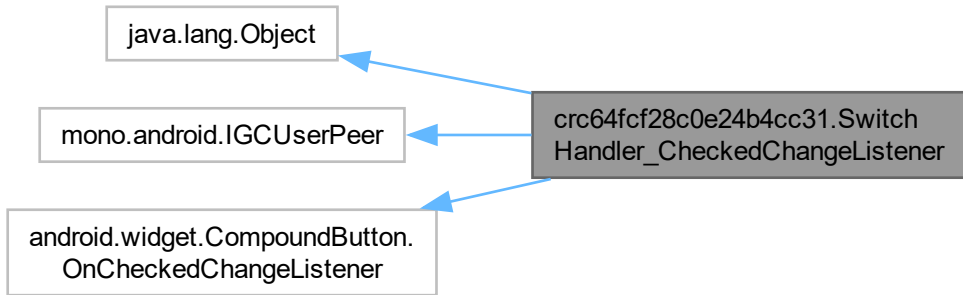 java.lang.Object
mono.android.IGCUserPeer
android.widget.CompoundButton.
OnCheckedChangeListener
crc64fcf28c0e24b4cc31.Switch
Handler_CheckedChangeListener